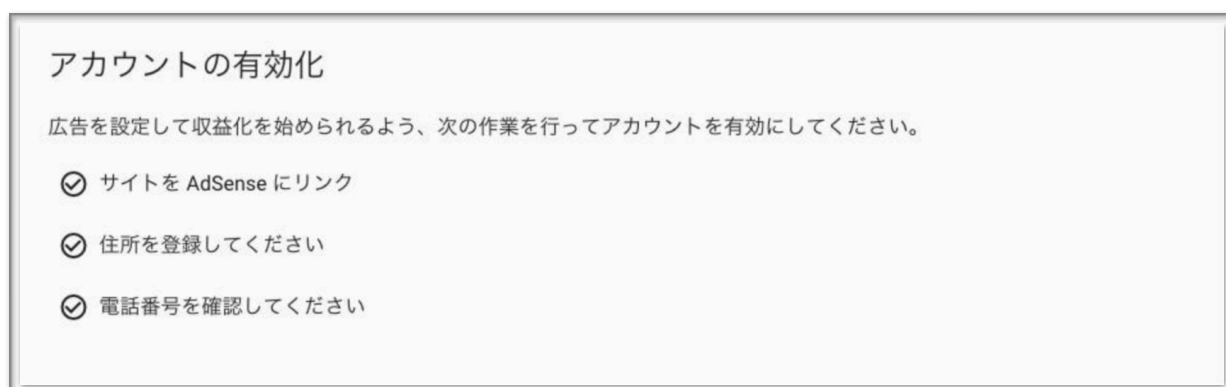 アカウントの有効化
広告を設定して収益化を始められるよう、次の作業を行ってアカウントを有効にしてください。
サイトを AdSense にリンク
住所を登録してください
電話番号を確認してください